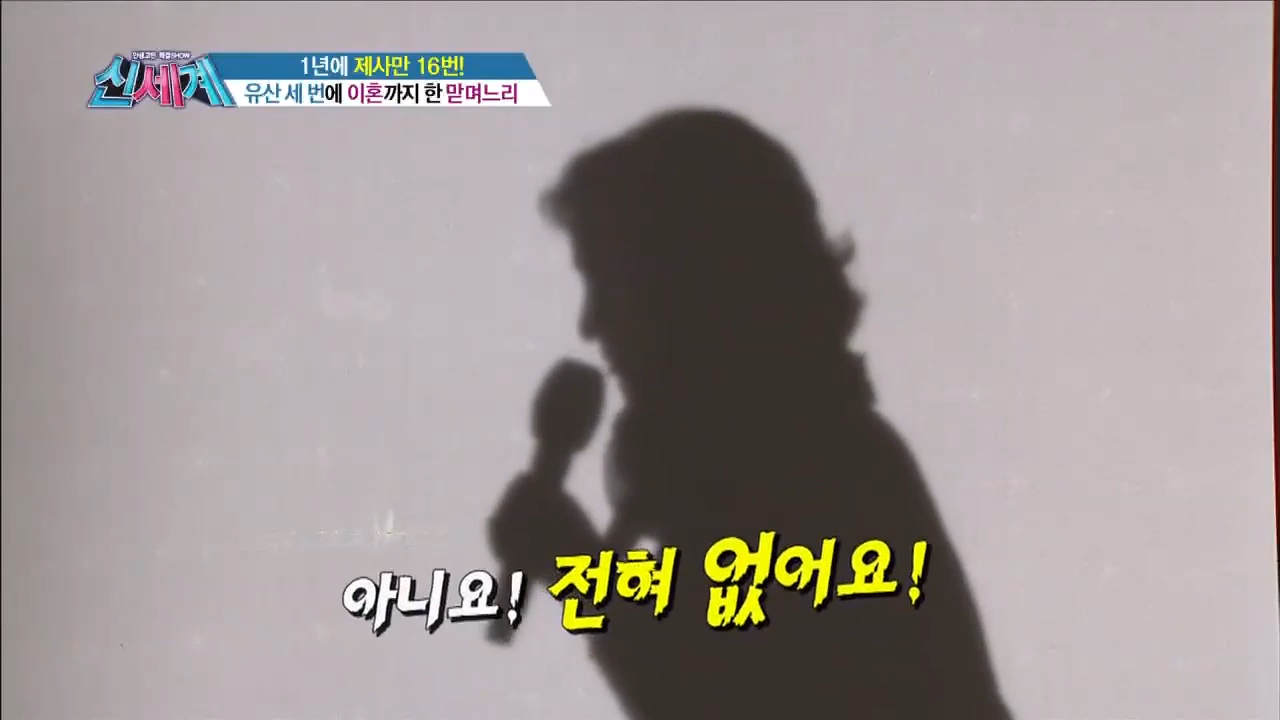 신세계
1년에 제사만 16번!
유산 세 번에 이혼까지 한 맏며느리
아니요! 전혀 없어요!